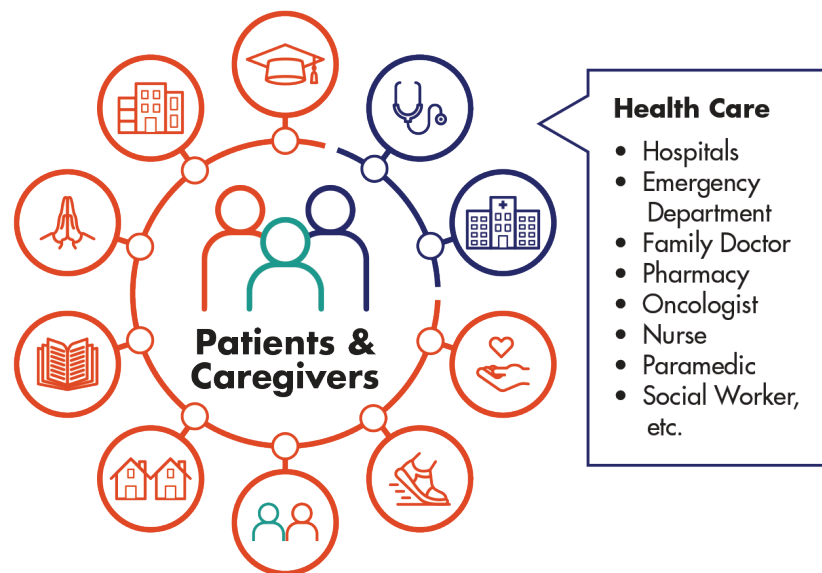 Patients &
Caregivers
Health Care
• Hospitals
• Emergency
Department
• Family Doctor
• Pharmacy
• Oncologist
• Nurse
• Paramedic
• Social Worker,
etc.